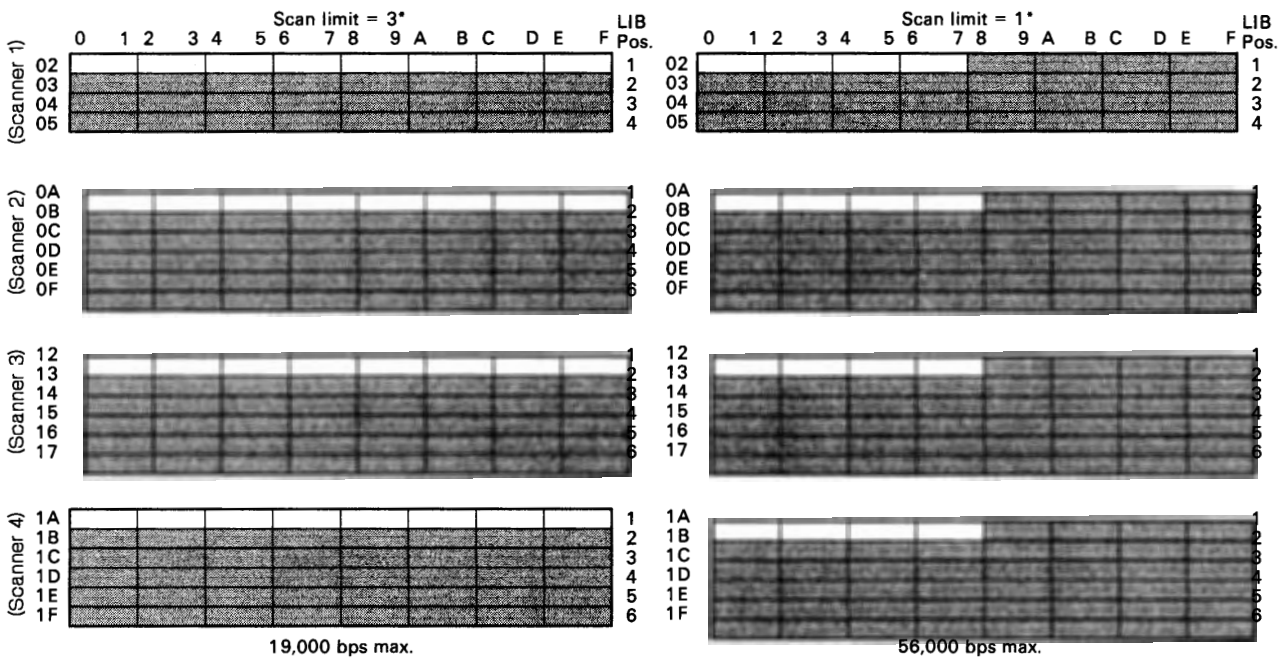 Scan limit = 3* LIB
0 1 2 3 4 5 6 7 8 9 A B C D E F Pos.
(Scanner 1)
02 1
03 2
04 3
05 4
(Scanner 2)
0A 1
0B 2
0C 3
0D 4
0E 5
0F 6
(Scanner 3)
12 1
13 2
14 3
15 4
16 5
17 6
(Scanner 4)
1A 1
1B 2
1C 3
1D 4
1E 5
1F 6
19,000 bps max.
Scan limit = 1* LIB
0 1 2 3 4 5 6 7 8 9 A B C D E F Pos.
02 1
03 2
04 3
05 4
0A 1
0B 2
0C 3
0D 4
0E 5
0F 6
12 1
13 2
14 3
15 4
16 5
17 6
1A 1
1B 2
1C 3
1D 4
1E 5
1F 6
56,000 bps max.